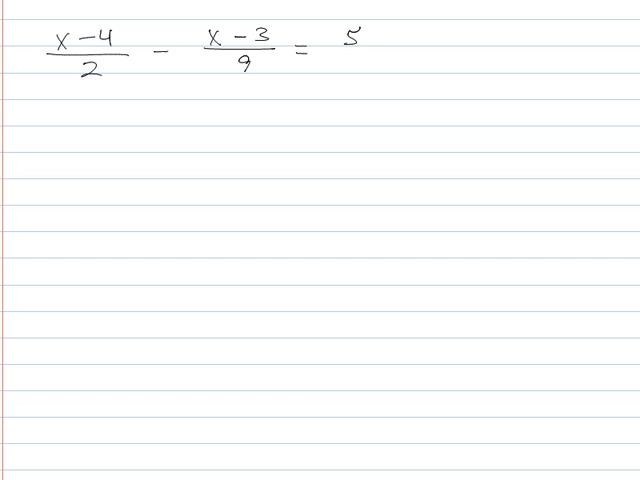 x - 4 / 2 - x - 3 / 9 = 5